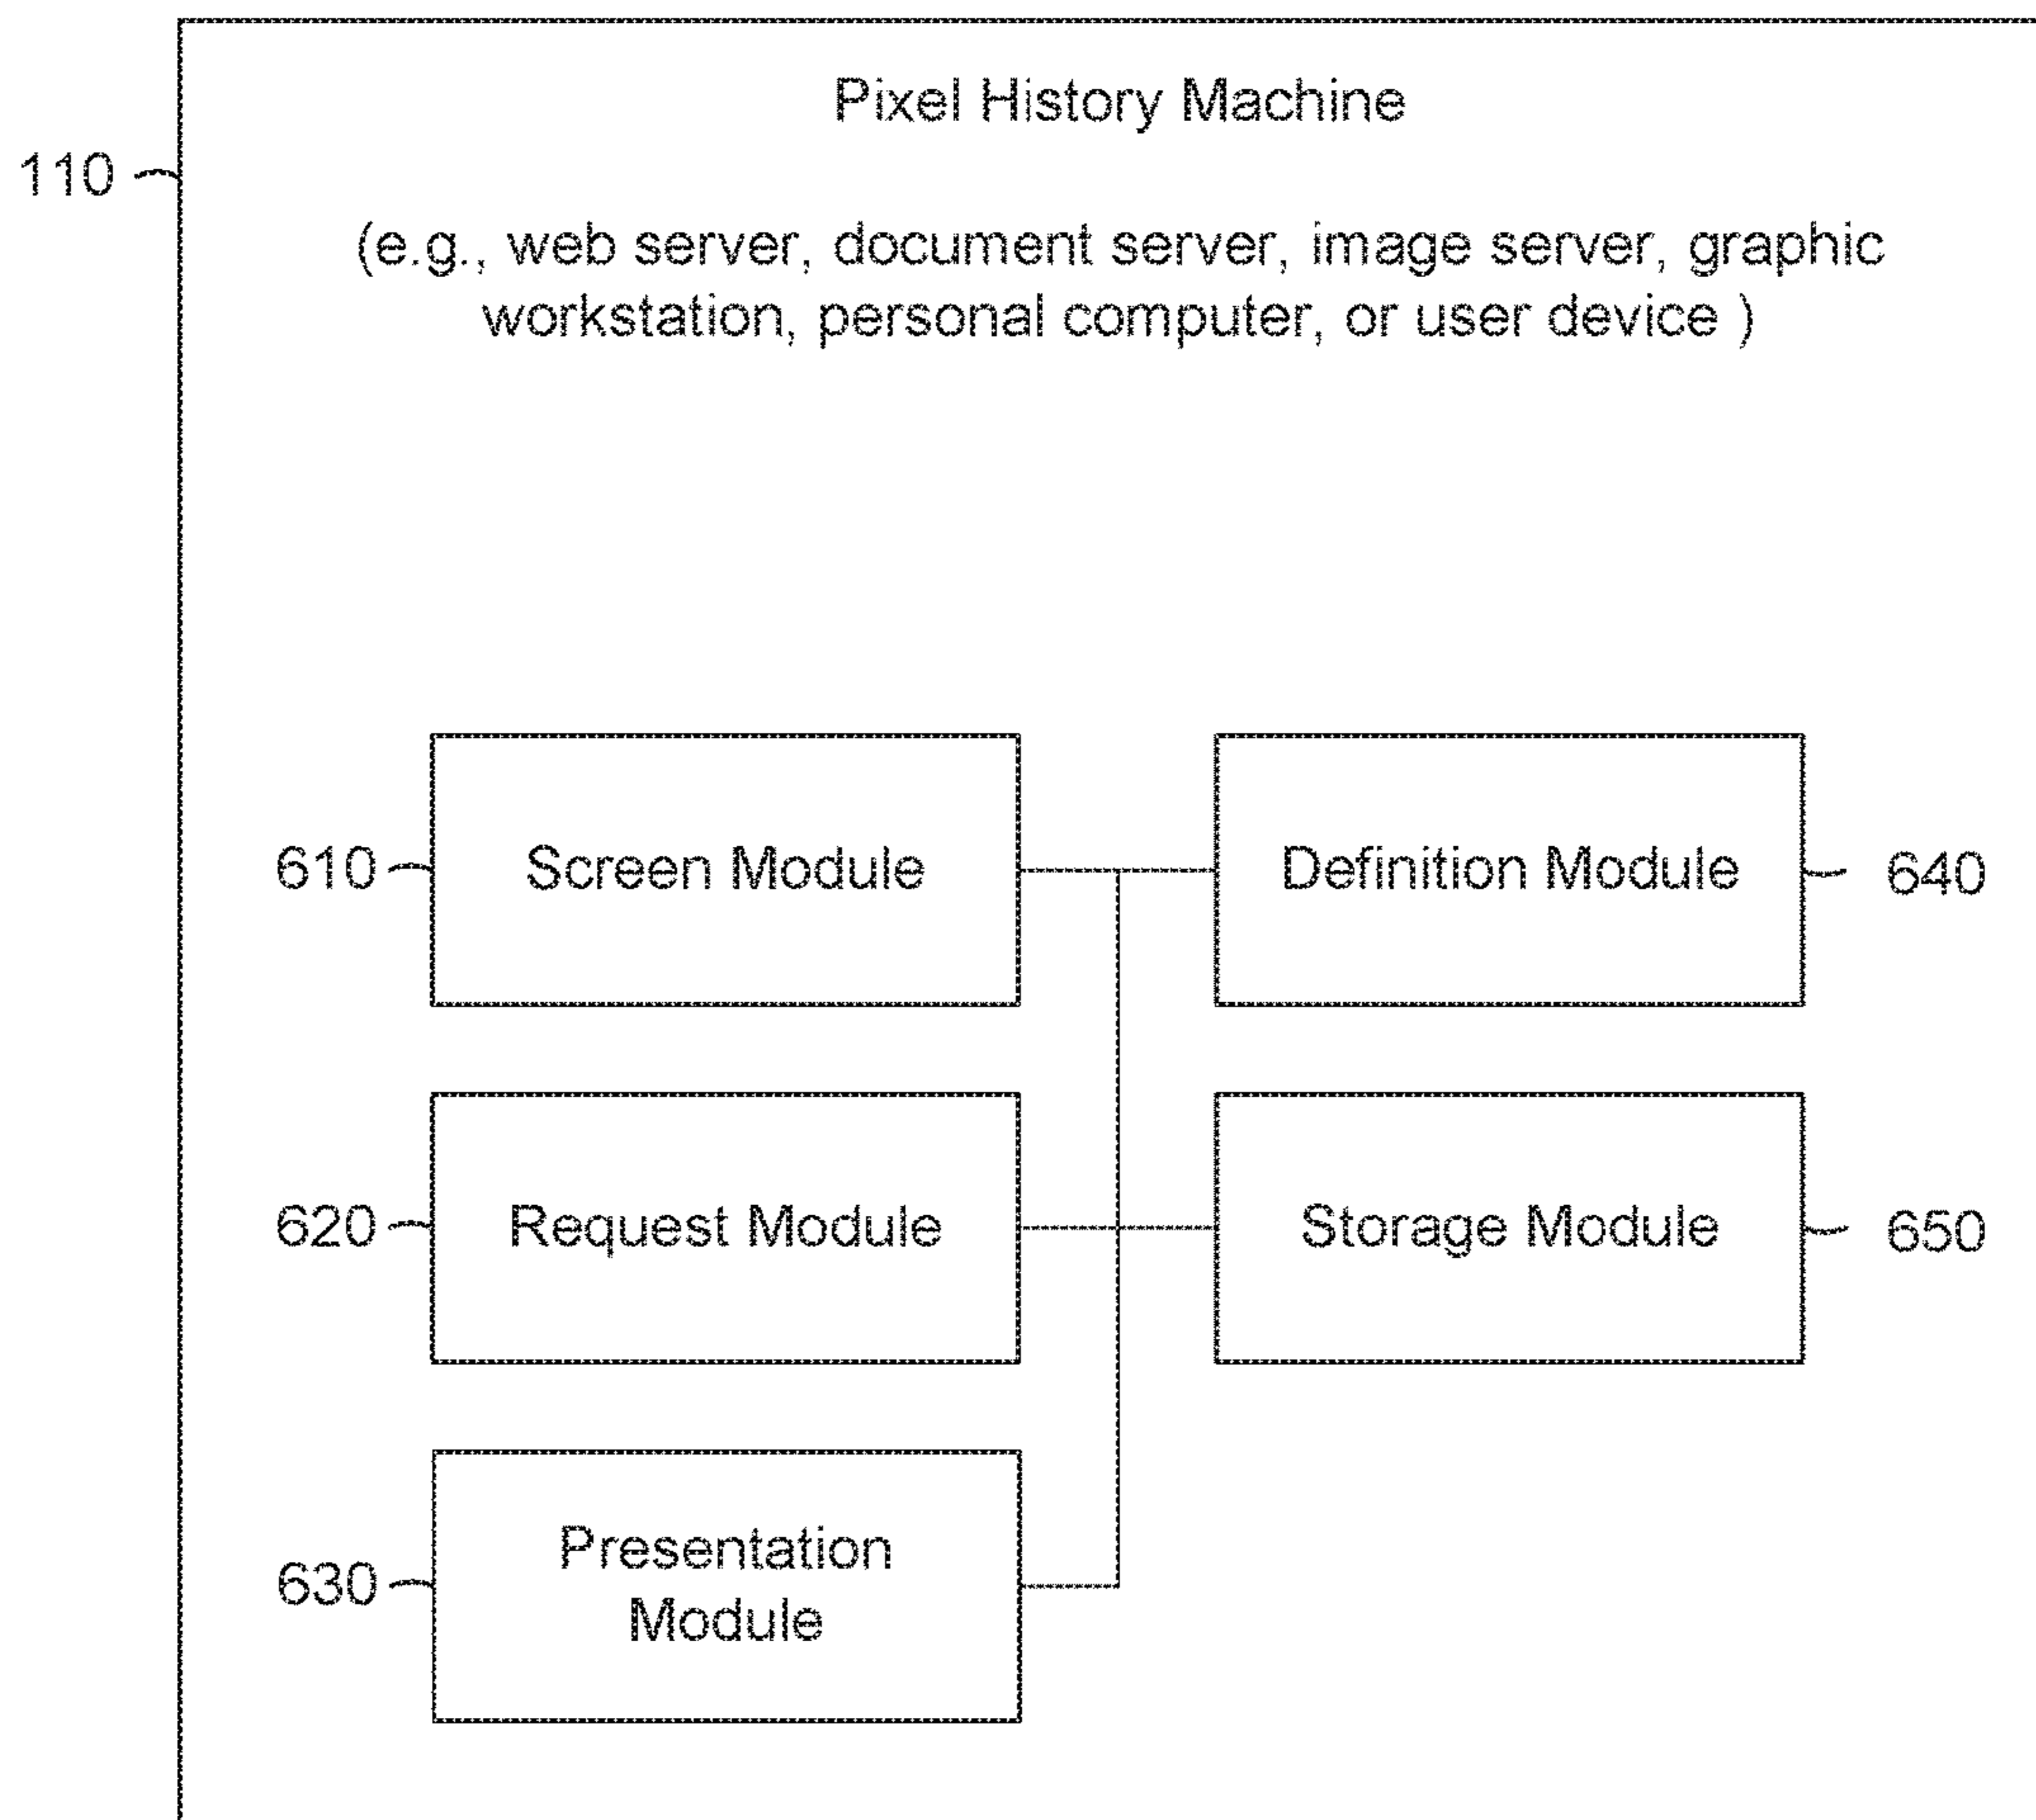 Pixel History Machine
110
(e.g., web server, document server, image server, graphic
workstation, personal computer, or user device )
610
Screen Module
Definition Module
640
620
Request Module
Storage Module
650
630
Presentation
Module